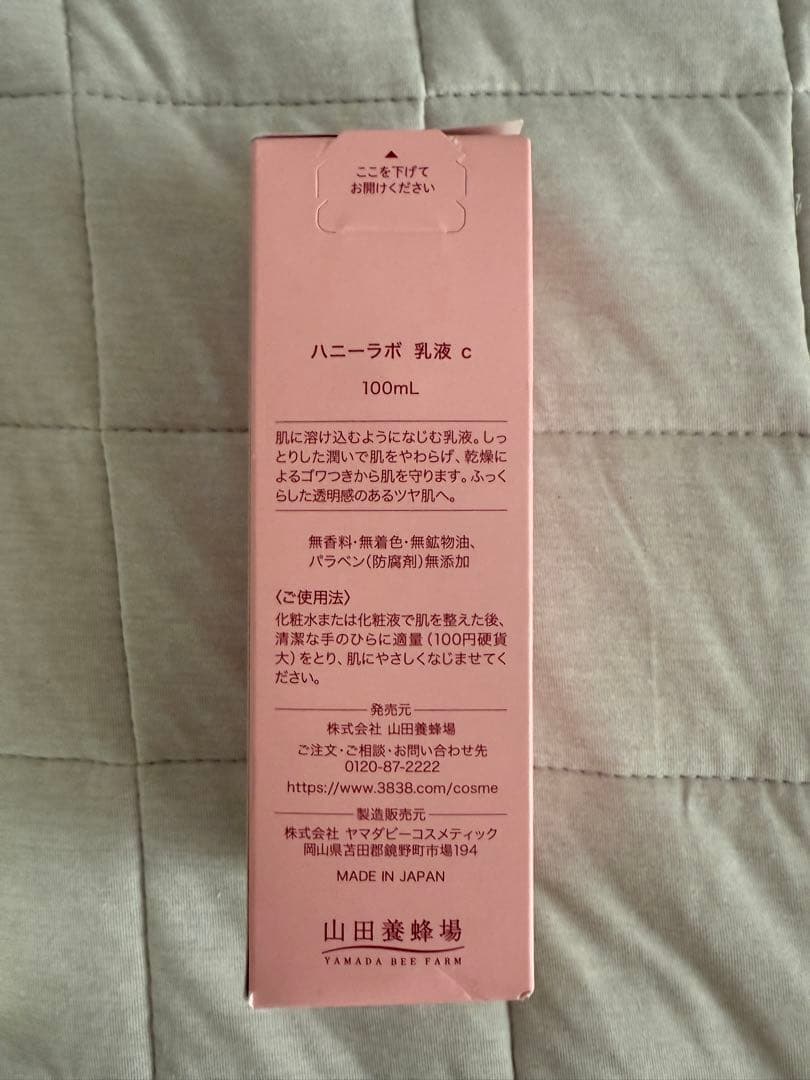 ここを下げて
お開けください
ハニーラボ 乳液 c
100mL
肌に溶け込むようになじむ乳液。しっ
とりした潤いで肌をやわらげ、乾燥に
よるゴワつきから肌を守ります。ふっく
らした透明感のあるツヤ肌へ。
無香料・無着色・無鉱物油、
パラベン(防腐剤)無添加
〈ご使用法〉
化粧水または化粧液で肌を整えた後、
清潔な手のひらに適量(100円硬貨
大)をとり、肌にやさしくなじませてく
ださい。
発売元
株式会社 山田養蜂場
ご注文・ご相談・お問い合わせ先
0120-87-2222
https://www.3838.com/cosme
製造販売元
株式会社 ヤマダビーコスメティック
岡山県苫田郡鏡野町市場194
MADE IN JAPAN
山田養蜂場
YAMADA BEE FARM